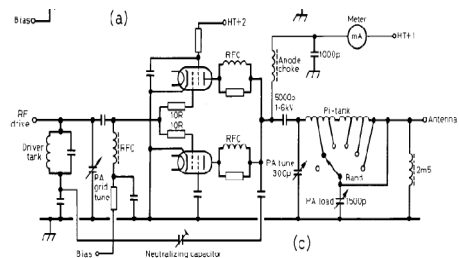 Bias
(a)
HT+2
Meter
mA
HT+1
1000p
Anode
choke
RFC
5000p
1·6kV
Pi-tank
RF
drive
10R
10R
Antenna
Driver
tank
RFC
RFC
PA
grid
tune
PA tune
300µ
Band
2m5
PA load
1500p
Bias
Neutralizing capacitor
(c)